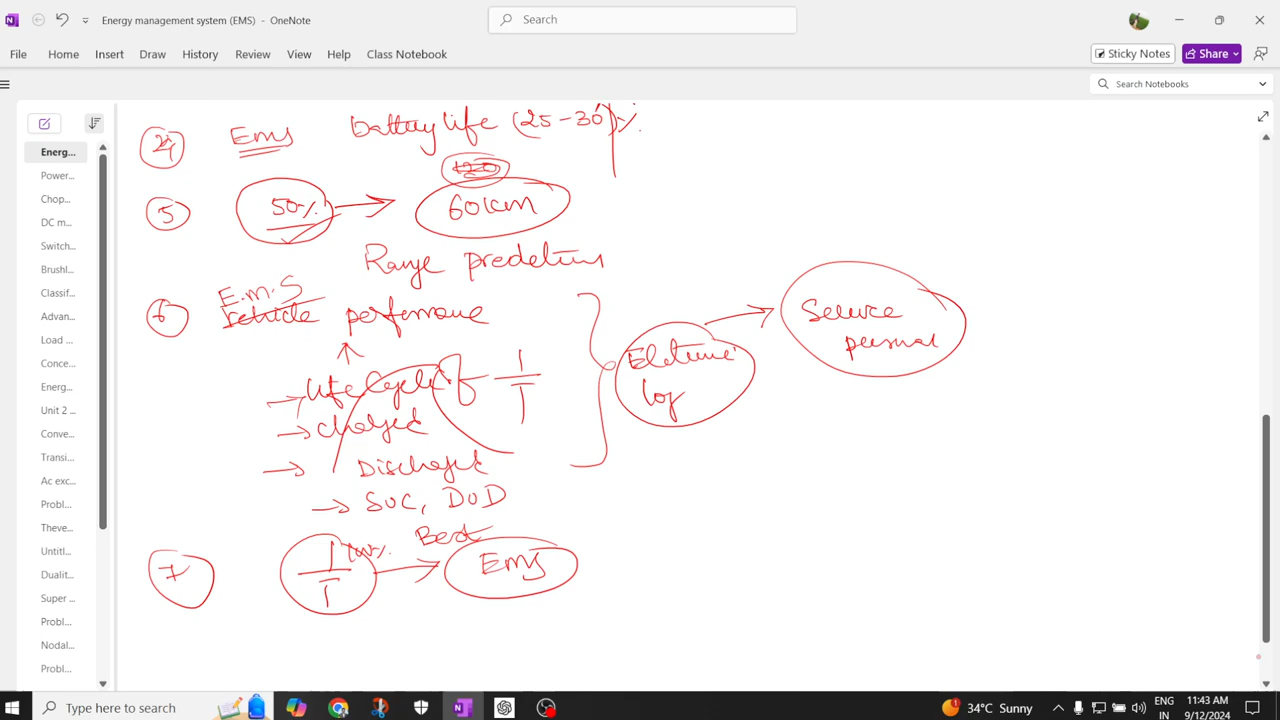 Energy management system (EMS) - OneNote
Search
File Home Insert Draw History Review View Help Class Notebook
Sticky Notes
Share
Search Notebooks
Energ...
Power...
Chop...
DC m...
Switch...
Brushl...
Classif...
Advan...
Load ...
Conce...
Energ...
Unit 2 ...
Conve...
Transi...
Ac exc...
Probl...
Theve...
Untitl...
Dualit...
Super ...
Probl...
Nodal...
Probl...
Ems battery life (25-30)%
120
5 50% → 60km
Range
E.m.S
6 vehicle performance
Life Cycle of
charged
Discharged
SOC, DOD
log
Service
personal
7 100% Best EMS
Type here to search
34°C Sunny
ENG
IN
11:43 AM
9/12/2024